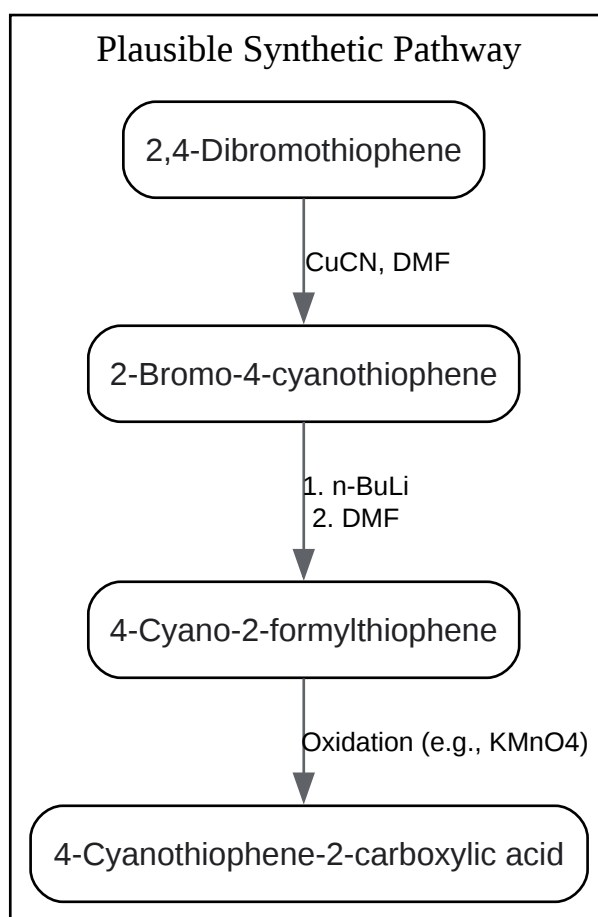 Plausible Synthetic Pathway
2,4-Dibromothiophene
CuCN, DMF
2-Bromo-4-cyanothiophene
1. n-BuLi
2. DMF
4-Cyano-2-formylthiophene
Oxidation (e.g., KMnO4)
4-Cyanothiophene-2-carboxylic acid